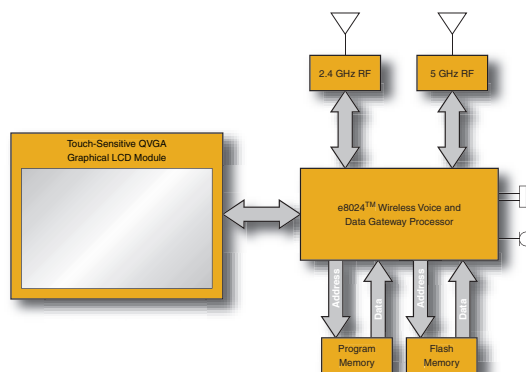 2.4 GHz RF
5 GHz RF
Touch-Sensitive QVGA
Graphical LCD Module
e8024TM Wireless Voice and
Data Gateway Processor
Address
Data
Address
Data
Program
Memory
Flash
Memory